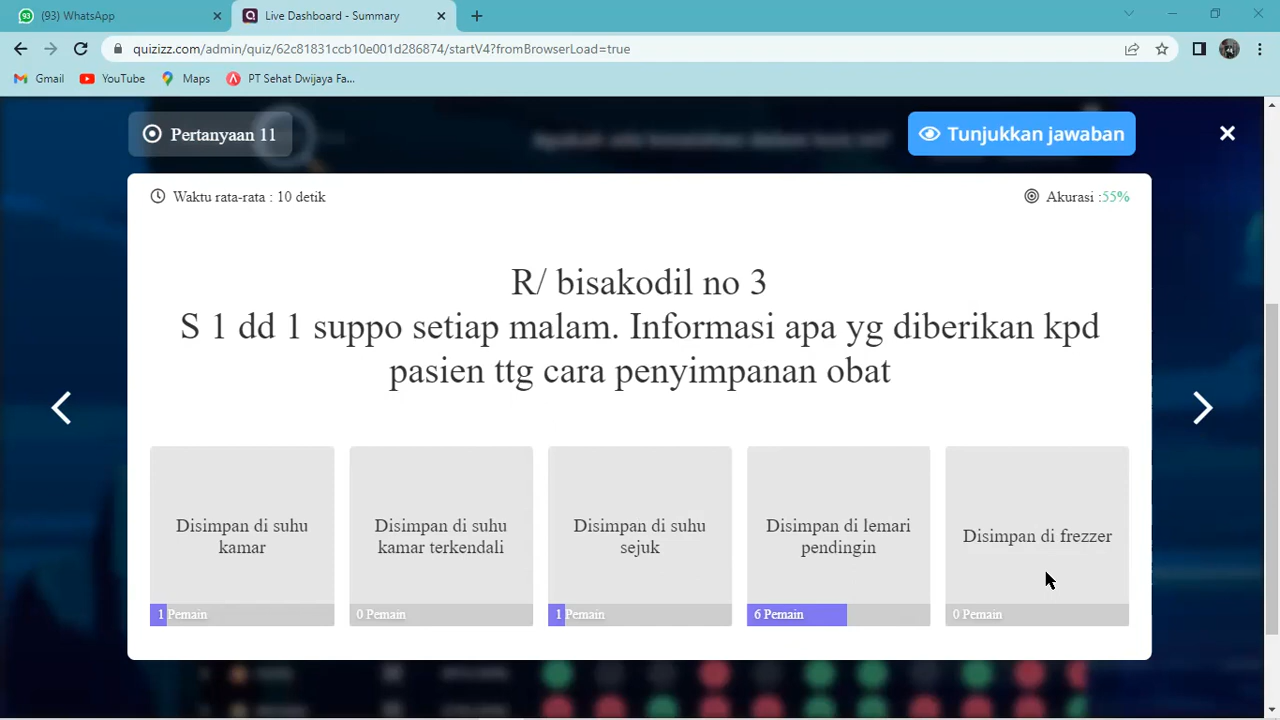 (93) WhatsApp
Live Dashboard - Summary
quizizz.com/admin/quiz/62c81831ccb10e001d286874/startV4?fromBrowserLoad=true
Gmail
YouTube
Maps
PT Sehat Dwijaya Fa...
Pertanyaan 11
Tunjukkan jawaban
Waktu rata-rata : 10 detik
Akurasi :55%
R/ bisakodil no 3
S 1 dd 1 suppo setiap malam. Informasi apa yg diberikan kpd
pasien ttg cara penyimpanan obat
Disimpan di suhu
kamar
1 Pemain
Disimpan di suhu
kamar terkendali
0 Pemain
Disimpan di suhu
sejuk
1 Pemain
Disimpan di lemari
pendingin
6 Pemain
Disimpan di frezzer
0 Pemain